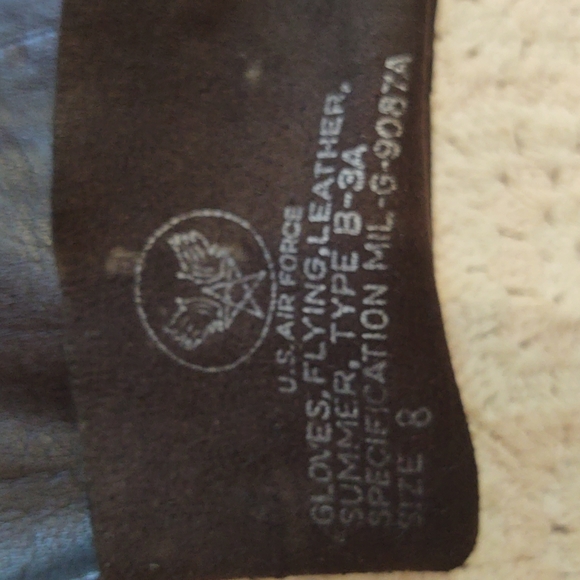 U.S. AIR FORCE
GLOVES, FLYING, LEATHER,
SUMMER, TYPE B-3A
SPECIFICATION MIL-G-9087A
SIZE 8